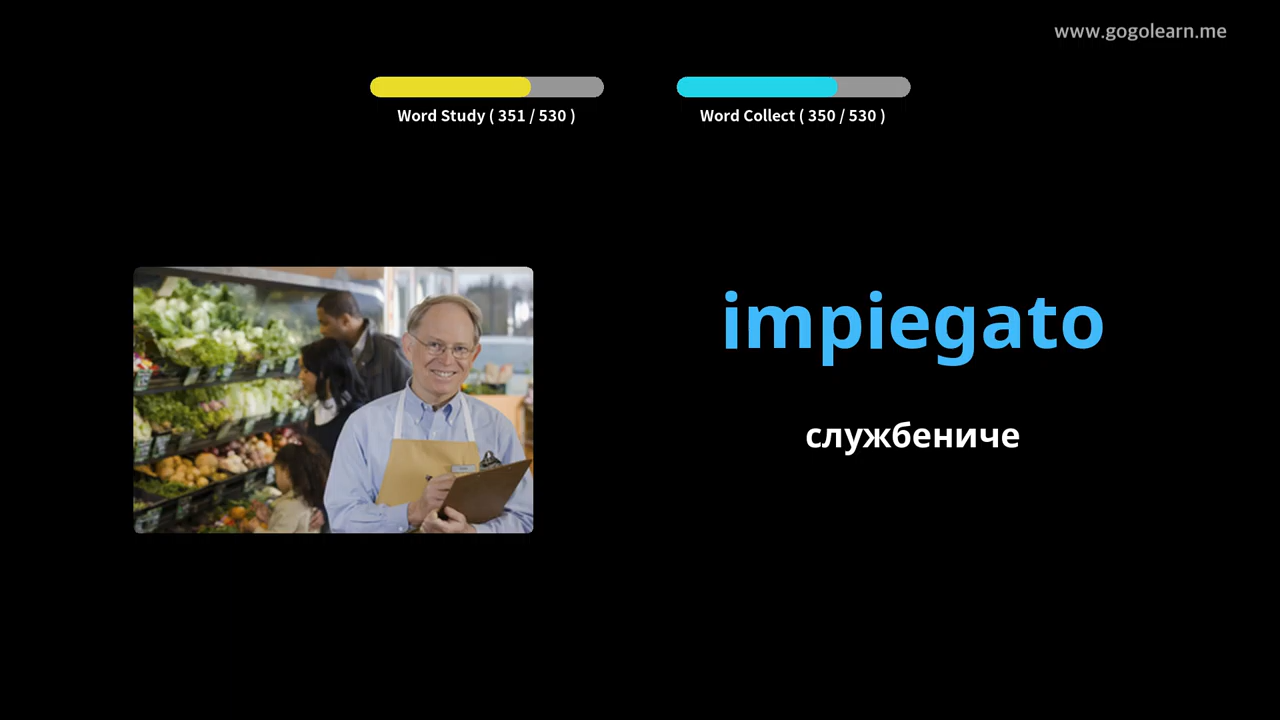 www.gogolearn.me
Word Study ( 351 / 530 )
Word Collect ( 350 / 530 )
impiegato
службениче